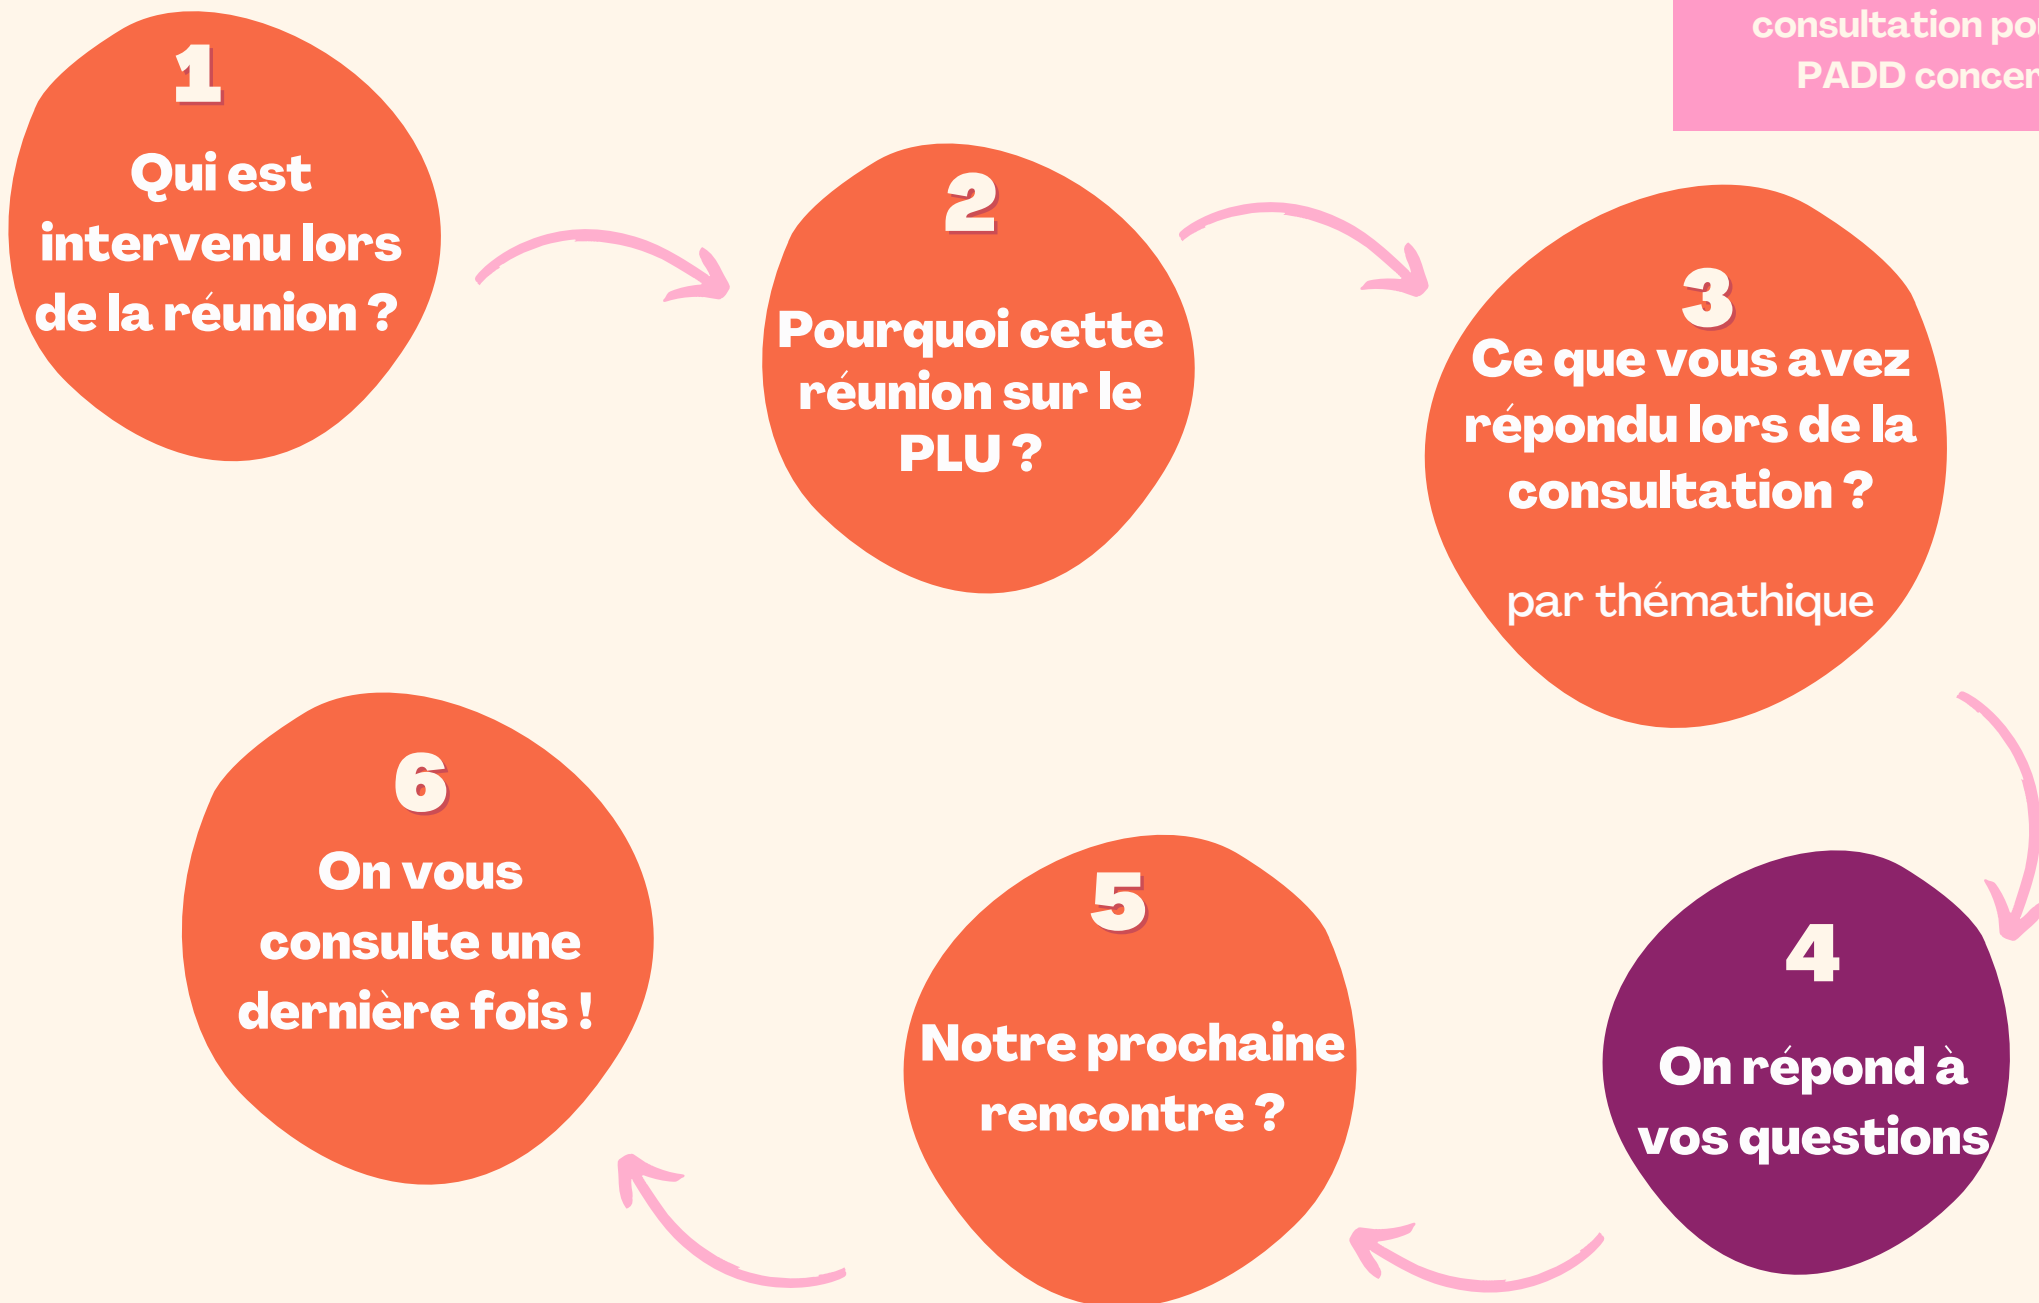 consultation pou
PADD concer
1
Qui est
intervenu lors
de la réunion ?
2
Pourquoi cette
réunion sur le
PLU ?
3
Ce que vous avez
répondu lors de la
consultation ?
par thémathique
4
On répond à
vos questions
5
Notre prochaine
rencontre ?
6
On vous
consulte une
dernière fois !